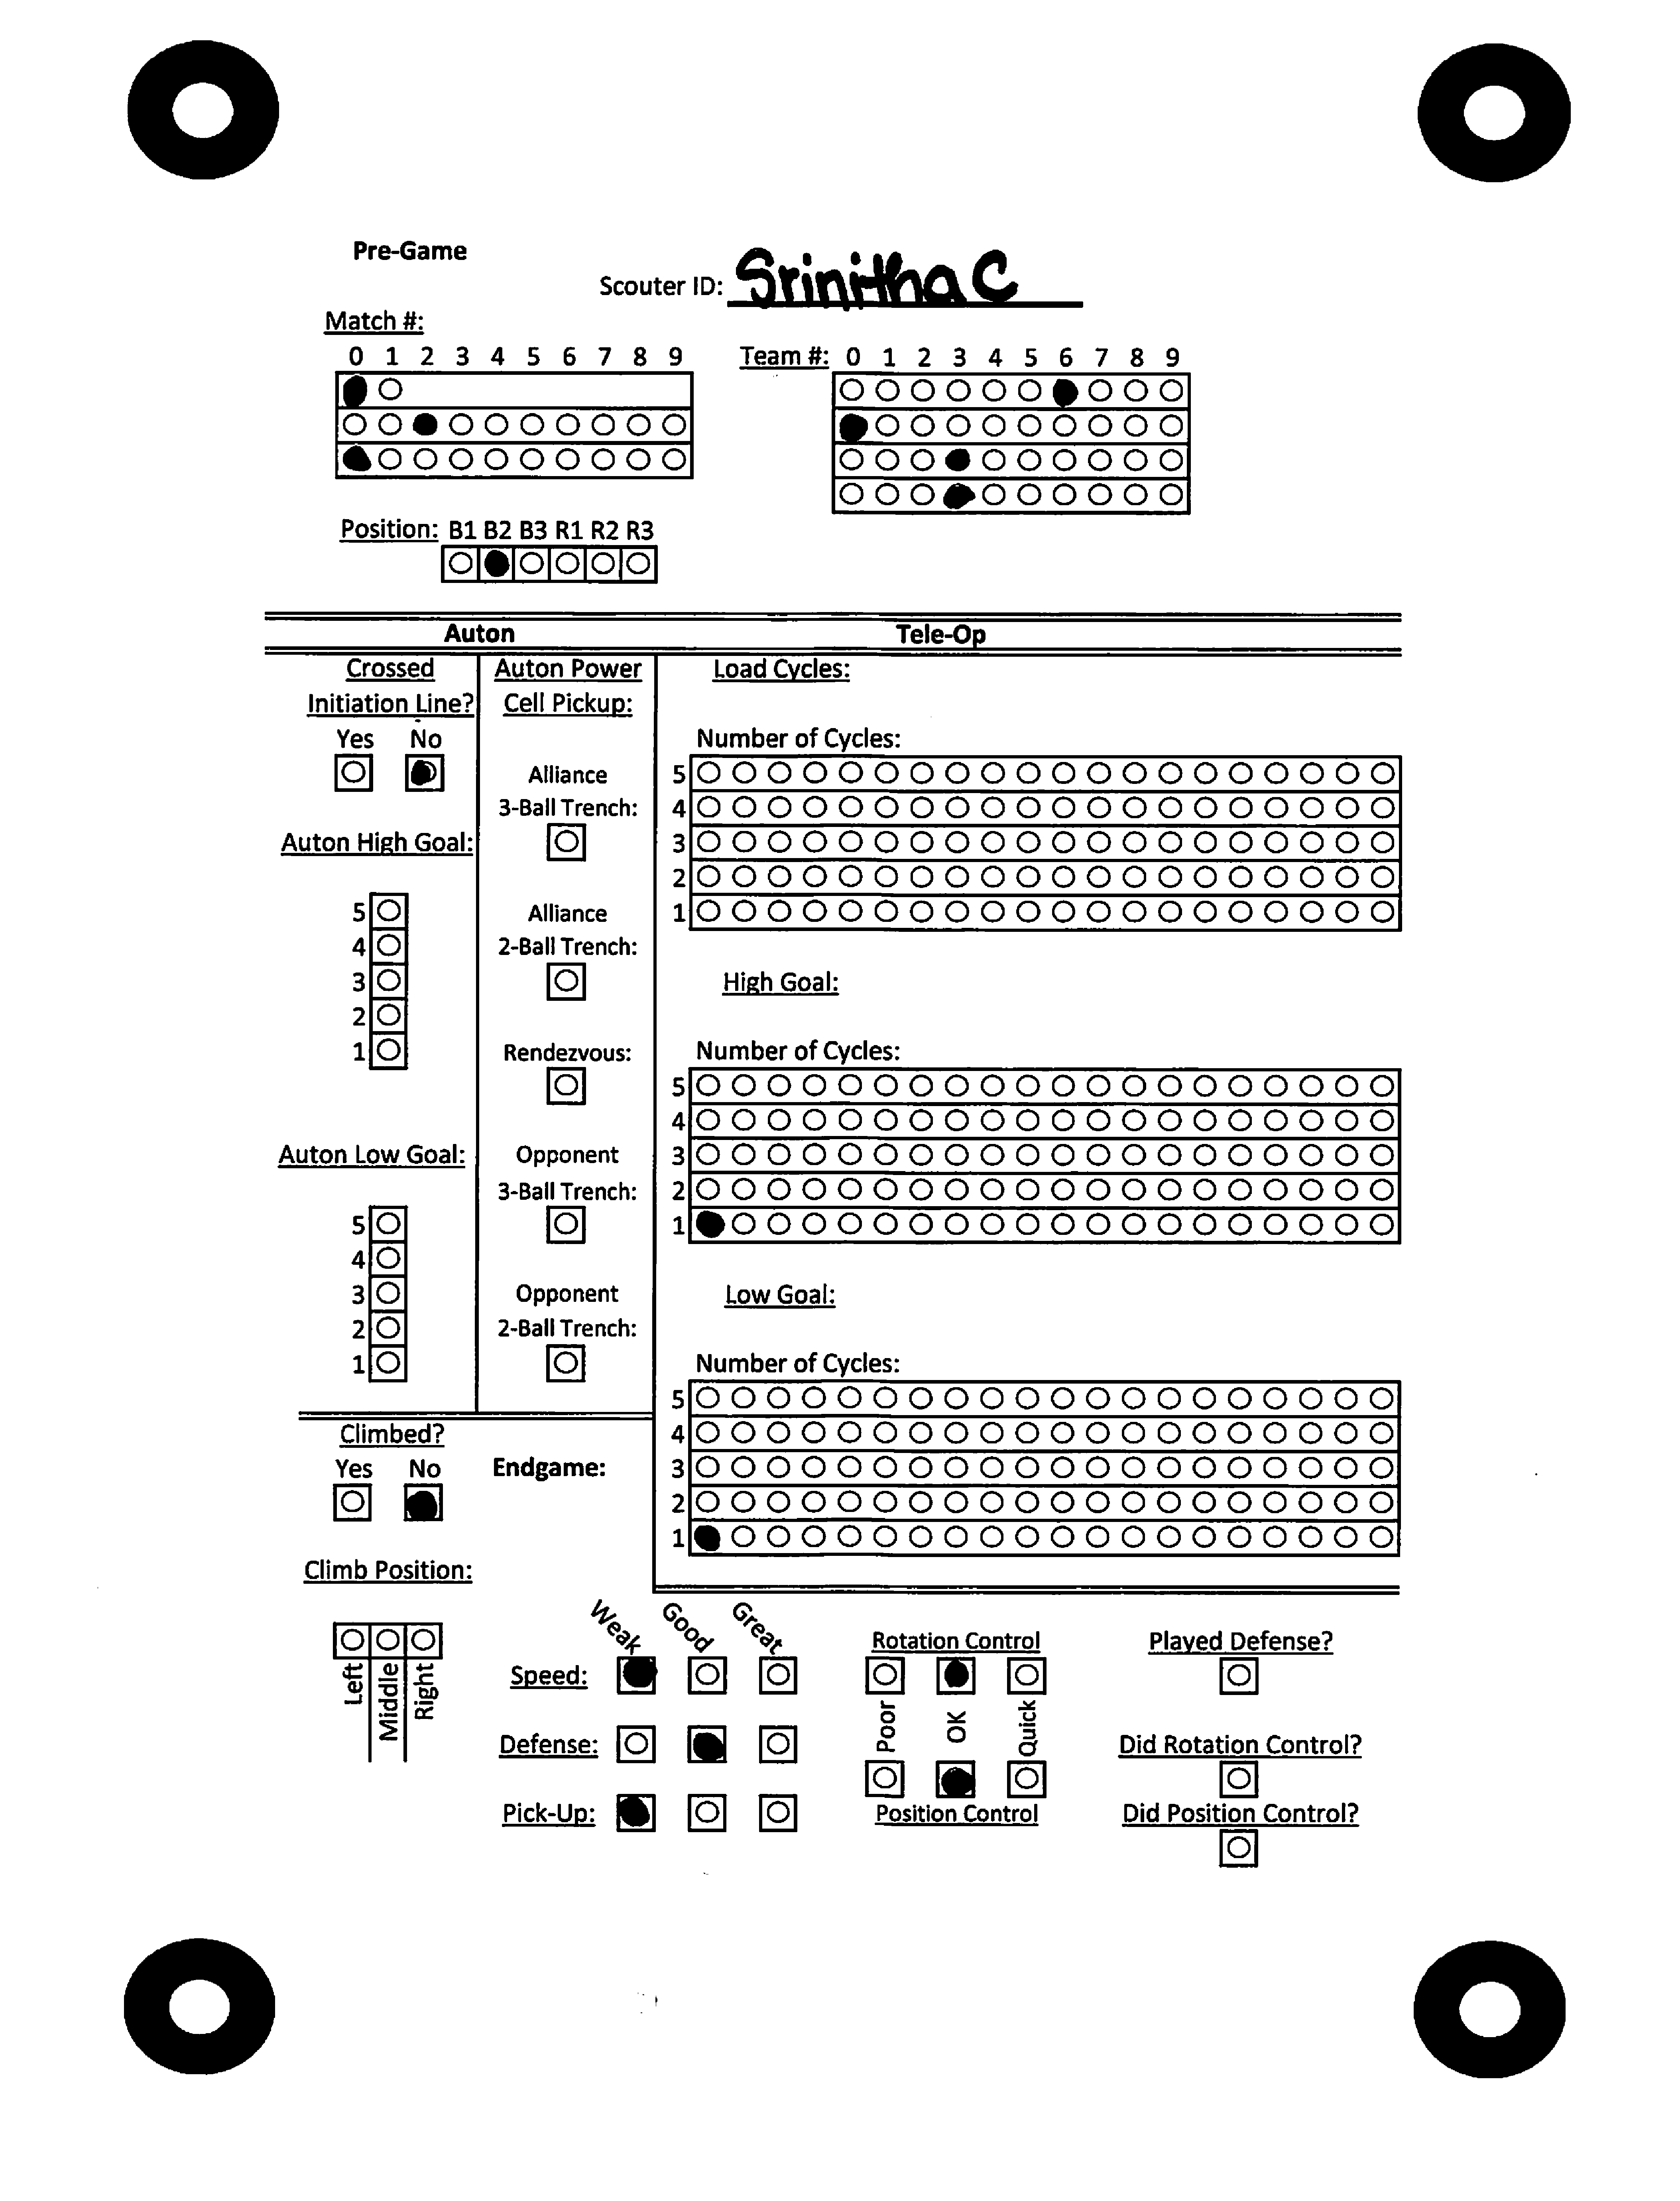 Pre-Game
Scouter ID: Srinitha C
Match #:
0 1 2 3 4 5 6 7 8 9
Team #: 0 1 2 3 4 5 6 7 8 9
Position: B1 B2 B3 R1 R2 R3
Auton
Tele-Op
Crossed
Initiation Line?
Yes No
Auton High Goal:
5
4
3
2
1
Auton Low Goal:
5
4
3
2
1
Auton Power
Cell Pickup:
Alliance
3-Ball Trench:
Alliance
2-Ball Trench:
Rendezvous:
Opponent
3-Ball Trench:
Opponent
2-Ball Trench:
Load Cycles:
Number of Cycles:
5
4
3
2
1
High Goal:
Number of Cycles:
5
4
3
2
1
Low Goal:
Number of Cycles:
5
4
3
2
1
Climbed?
Yes No
Endgame:
Climb Position:
Left
Middle
Right
Weak
Good
Great
Speed:
Defense:
Pick-Up:
Rotation Control
Poor
OK
Quick
Position Control
Played Defense?
Did Rotation Control?
Did Position Control?